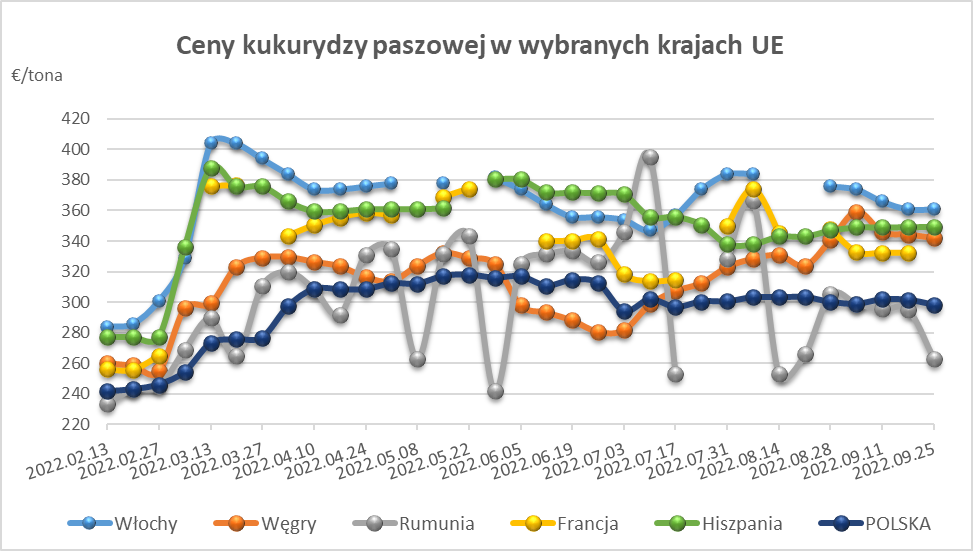 Ceny kukurydzy paszowej w wybranych krajach UE
€/tona
420
400
380
360
340
320
300
280
260
240
220
2022.02.13 2022.02.27 2022.03.13 2022.03.27 2022.04.10 2022.04.24 2022.05.08 2022.05.22 2022.06.05 2022.06.19 2022.07.03 2022.07.17 2022.07.31 2022.08.14 2022.08.28 2022.09.11 2022.09.25
Włochy Węgry Rumunia Francja Hiszpania POLSKA